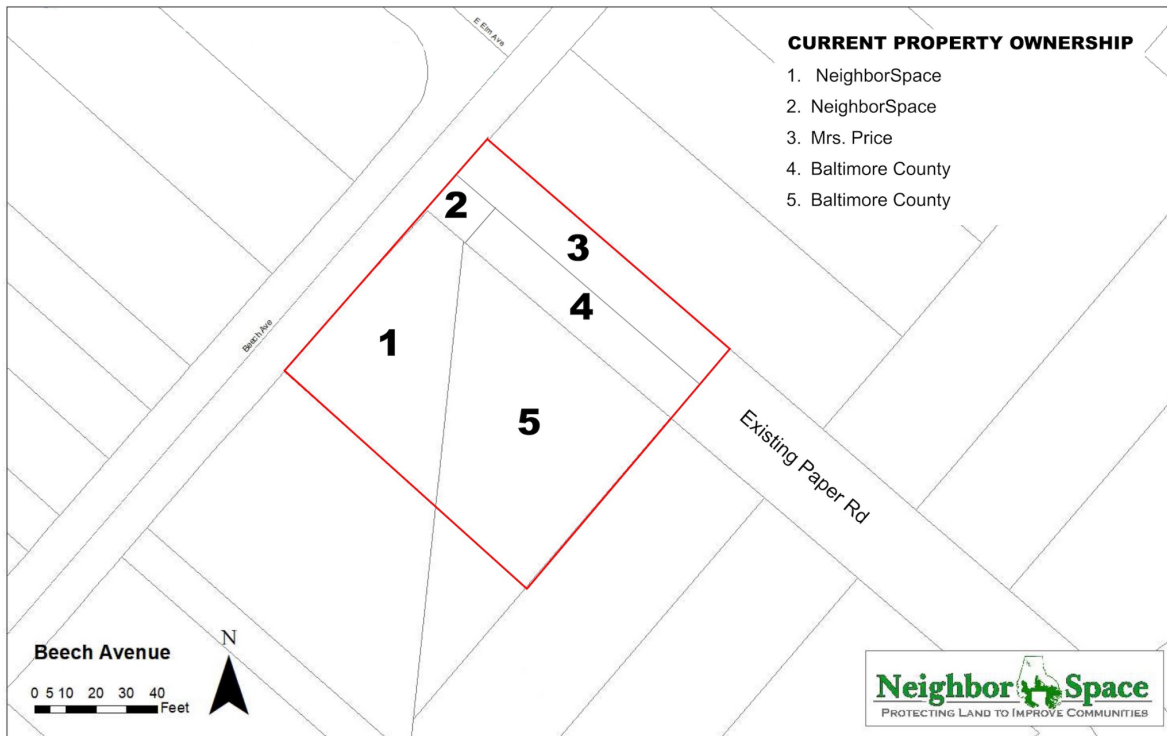 E Elm Ave
CURRENT PROPERTY OWNERSHIP
1. NeighborSpace
2. NeighborSpace
3. Mrs. Price
4. Baltimore County
5. Baltimore County
2
3
4
1
5
Beech Ave
Existing Paper Rd
Beech Avenue
N
0 5 10 20 30 40
Feet
Neighbor Space
PROTECTING LAND TO IMPROVE COMMUNITIES